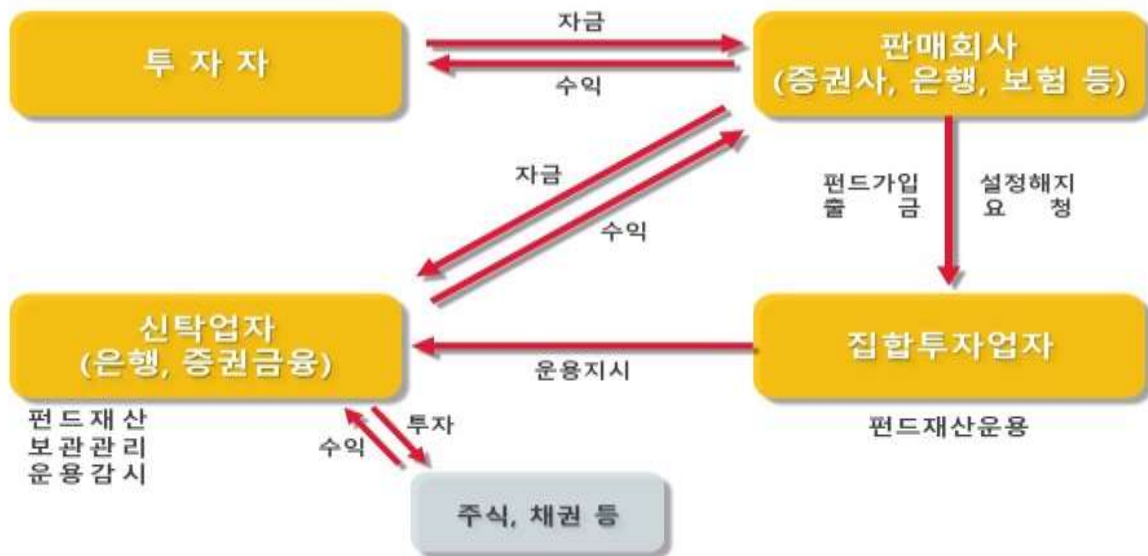 자금
투 자 자
판매회사
(증권사, 은행, 보험 등)
수익
자금
수익
펀드가입
출 금
설정해지
요 청
신탁업자
(은행, 증권금융)
집합투자업자
운용지시
펀드재산
보관관리
운용감시
수익
투자
펀드재산운용
주식, 채권 등